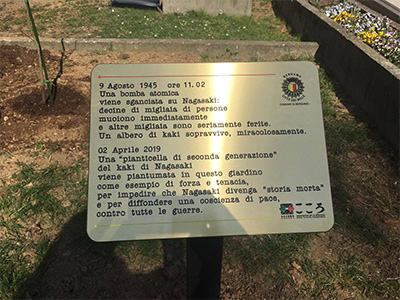 9 Agosto 1945 ore 11.02
Una bomba atomica
viene sganciata su Nagasaki:
decine di migliaia di persone
muoiono immediatamente
e altre migliaia sono seriamente ferite.
Un albero di kaki sopravvive, miracolosamente.
02 Aprile 2019
Una "pianticella di seconda generazione"
del kaki di Nagasaki
viene piantumata in questo giardino
come esempio di forza e tenacia,
per impedire che Nagasaki divenga "storia morta"
e per diffondere una coscienza di pace,
contro tutte le guerre.
こころ